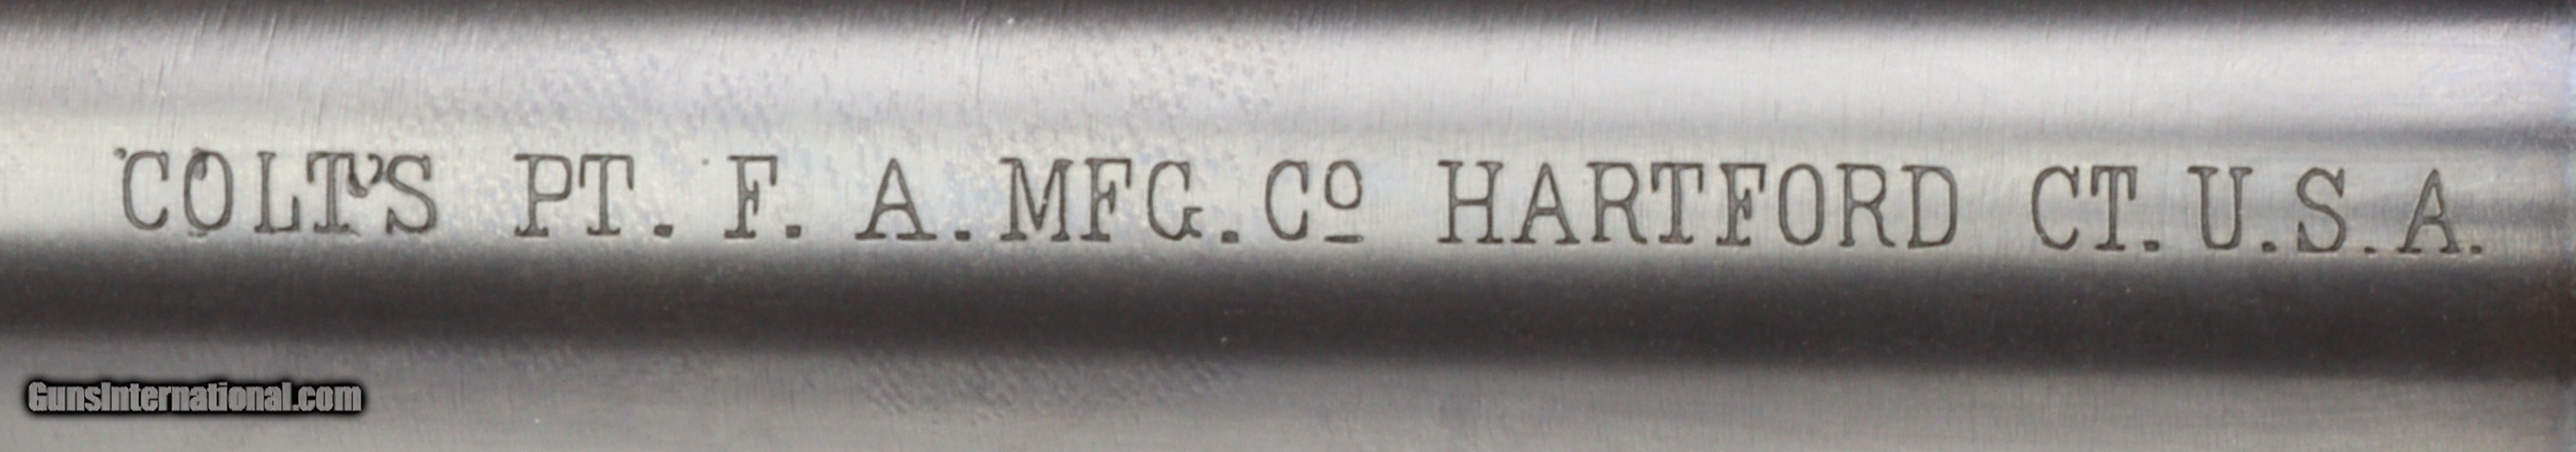 COLT'S PT. F. A. MFG. Cº HARTFORD CT. U.S.A.
GunsInternational.com